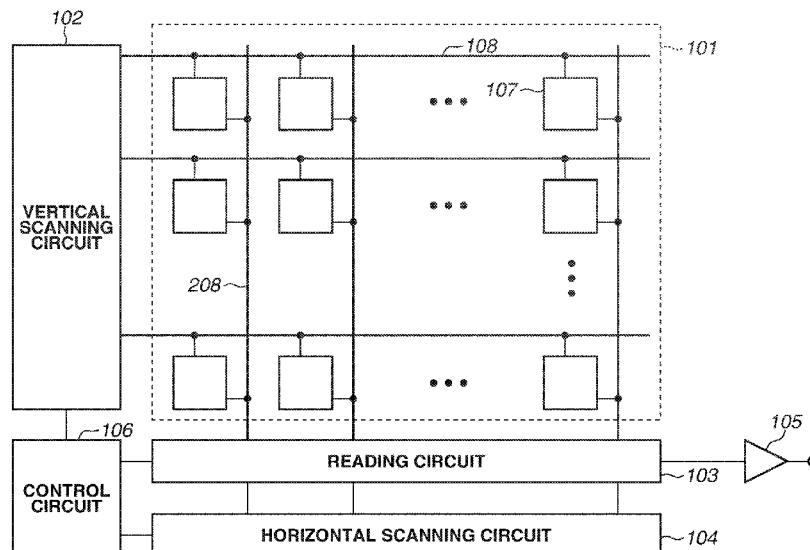 102
108
101
107
VERTICAL
SCANNING
CIRCUIT
208
106
105
READING CIRCUIT
103
CONTROL
CIRCUIT
HORIZONTAL SCANNING CIRCUIT
104